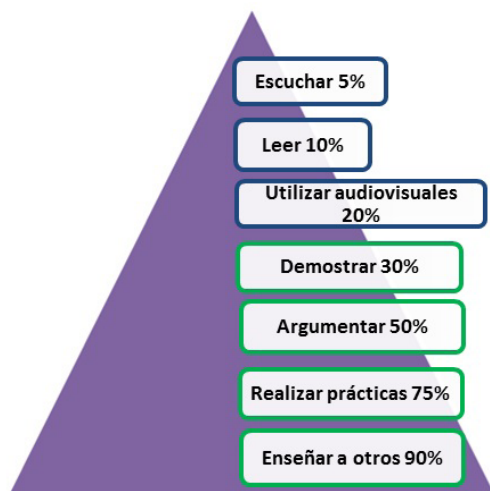 Escuchar 5%
Leer 10%
Utilizar audiovisuales
20%
Demostrar 30%
Argumentar 50%
Realizar prácticas 75%
Enseñar a otros 90%